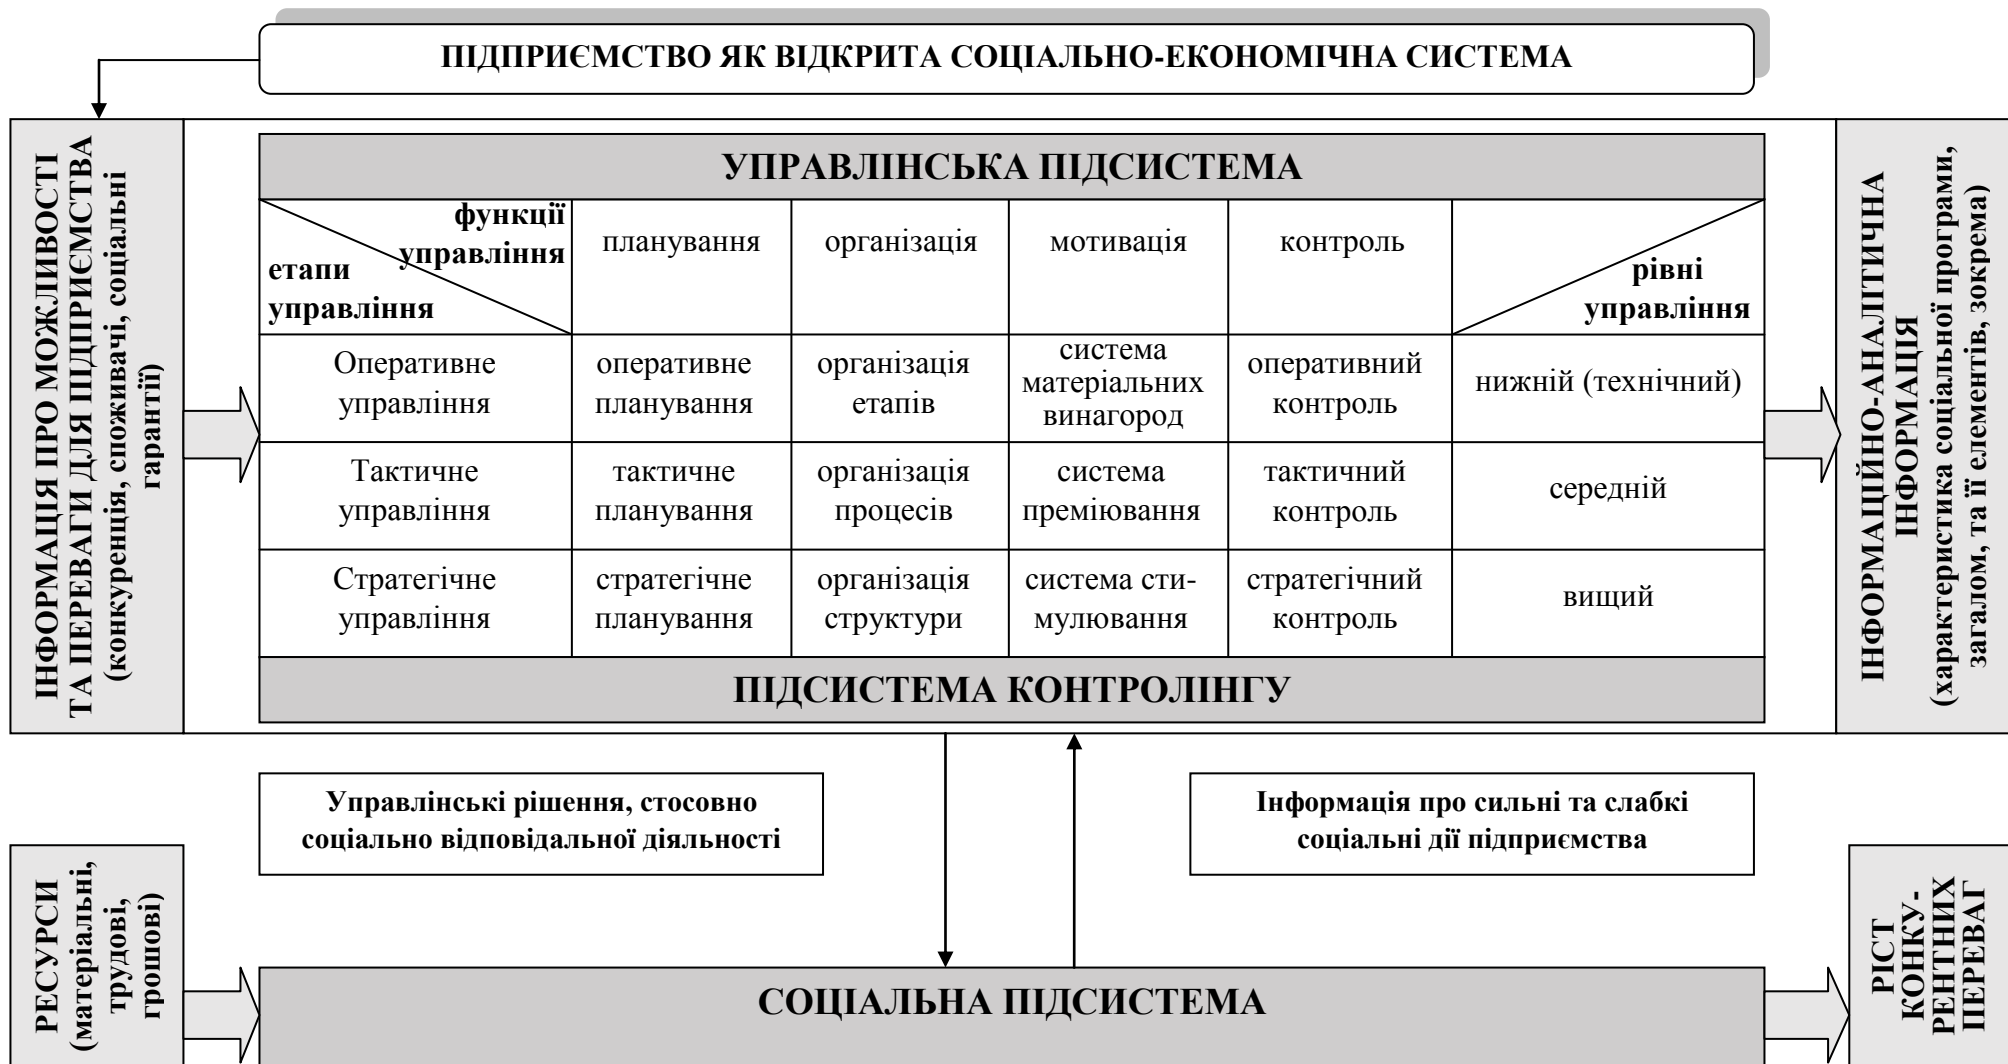 ПІДПРИЄМСТВО ЯК ВІДКРИТА СОЦІАЛЬНО-ЕКОНОМІЧНА СИСТЕМА
ІНФОРМАЦІЯ ПРО МОЖЛИВОСТІ
ТА ПЕРЕВАГИ ДЛЯ ПІДПРИЄМСТВА
(конкуренція, споживачі, соціальні
гарантії)
УПРАВЛІНСЬКА ПІДСИСТЕМА
функції
управління
етапи
управління
планування
організація
мотивація
контроль
рівні
управління
Оперативне
управління
оперативне
планування
організація
етапів
система
матеріальних
винагород
оперативний
контроль
нижній (технічний)
Тактичне
управління
тактичне
планування
організація
процесів
система
преміювання
тактичний
контроль
середній
Стратегічне
управління
стратегічне
планування
організація
структури
система сти-
мулювання
стратегічний
контроль
вищий
ПІДСИСТЕМА КОНТРОЛІНГУ
ІНФОРМАЦІЙНО-АНАЛІТИЧНА
ІНФОРМАЦІЯ
(характеристика соціальної програми,
загалом, та її елементів, зокрема)
Управлінські рішення, стосовно
соціально відповідальної діяльності
Інформація про сильні та слабкі
соціальні дії підприємства
РЕСУРСИ
(матеріальні,
трудові,
грошові)
СОЦІАЛЬНА ПІДСИСТЕМА
РІСТ
КОНКУ-
РЕНТНИХ
ПЕРЕВАГ